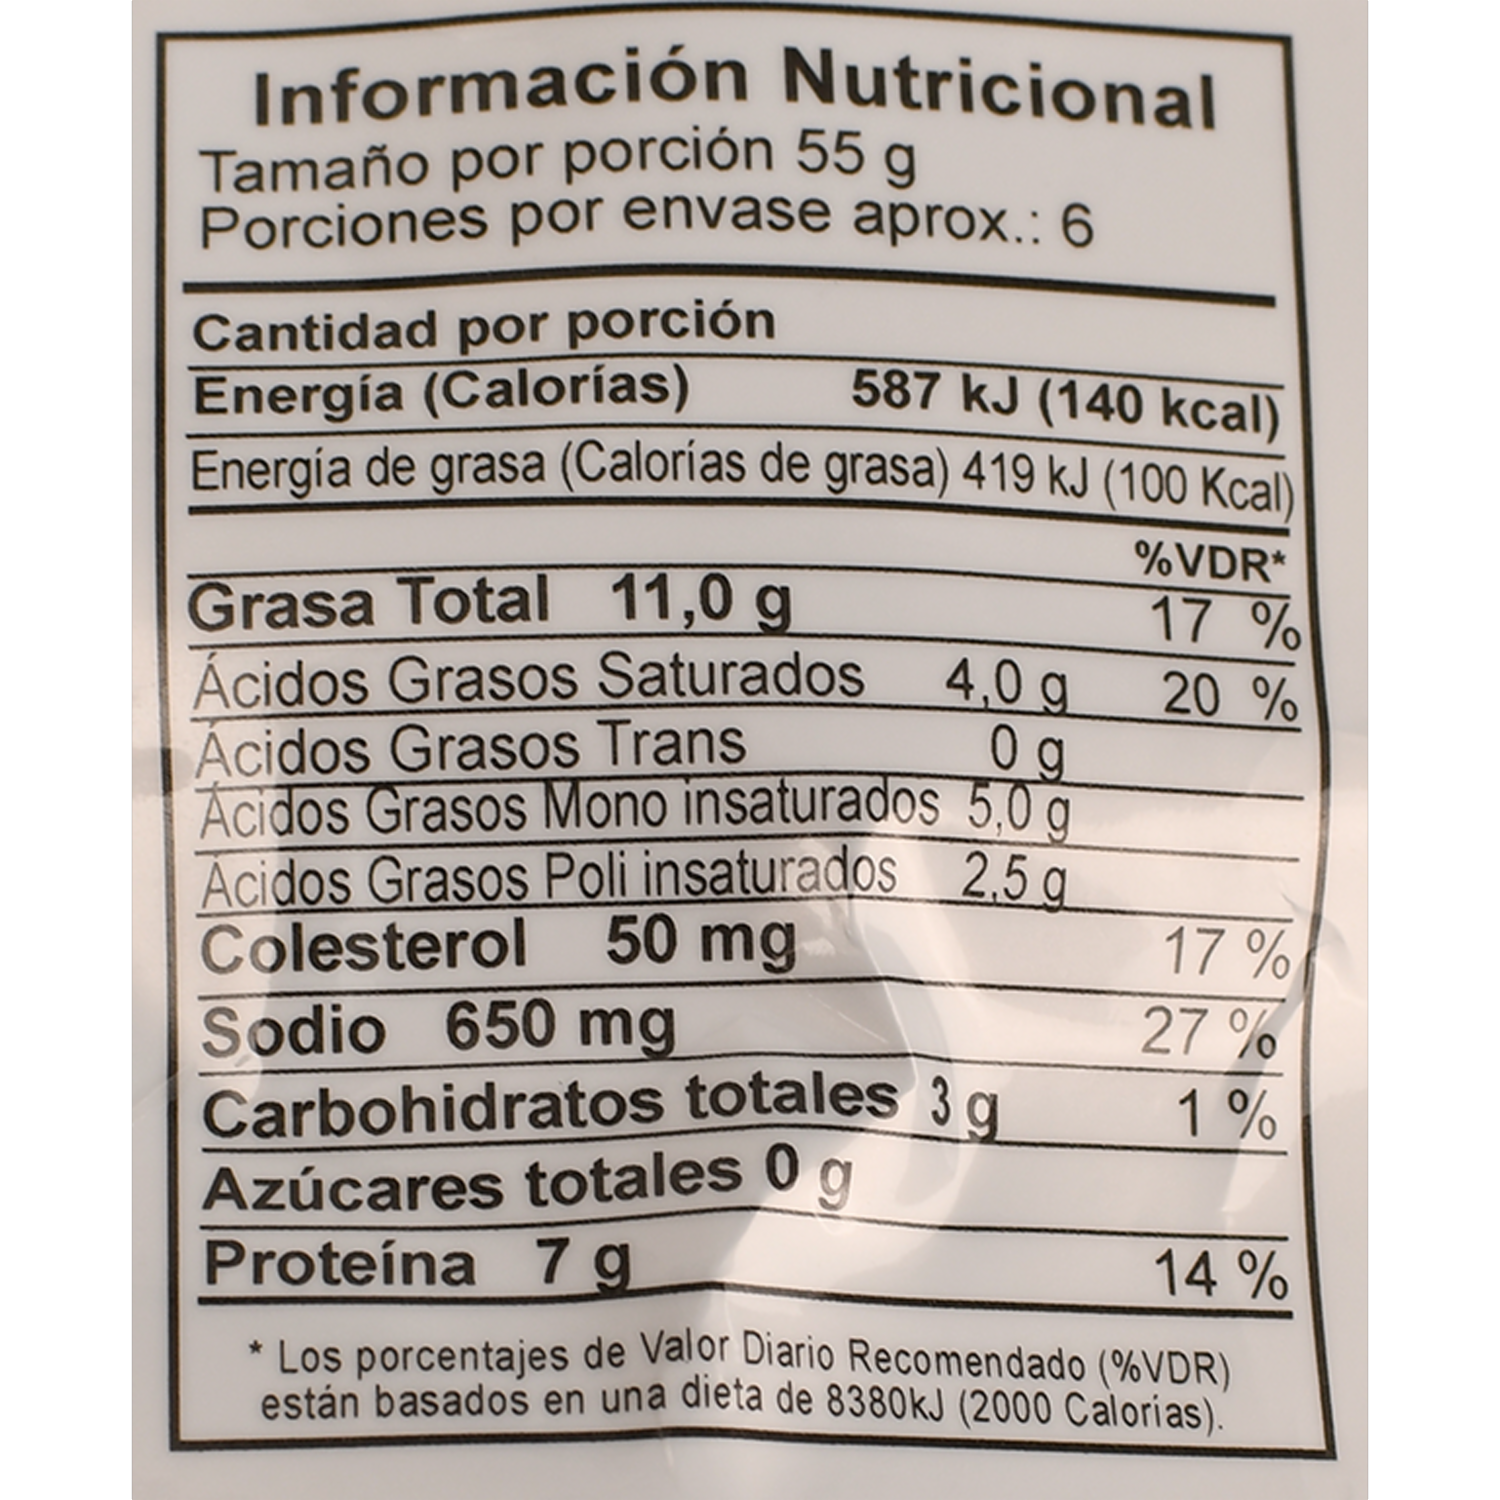 Información Nutricional
Tamaño por porción 55 g
Porciones por envase aprox.: 6
Cantidad por porción
Energía (Calorías) 587 kJ (140 kcal)
Energía de grasa (Calorías de grasa) 419 kJ (100 Kcal)
%VDR*
Grasa Total 11,0 g 17 %
Ácidos Grasos Saturados 4,0 g 20 %
Ácidos Grasos Trans 0 g
Ácidos Grasos Mono insaturados 5,0 g
Ácidos Grasos Poli insaturados 2,5 g
Colesterol 50 mg 17 %
Sodio 650 mg 27 %
Carbohidratos totales 3 g 1 %
Azúcares totales 0 g
Proteína 7 g 14 %
* Los porcentajes de Valor Diario Recomendado (%VDR)
están basados en una dieta de 8380kJ (2000 Calorías).